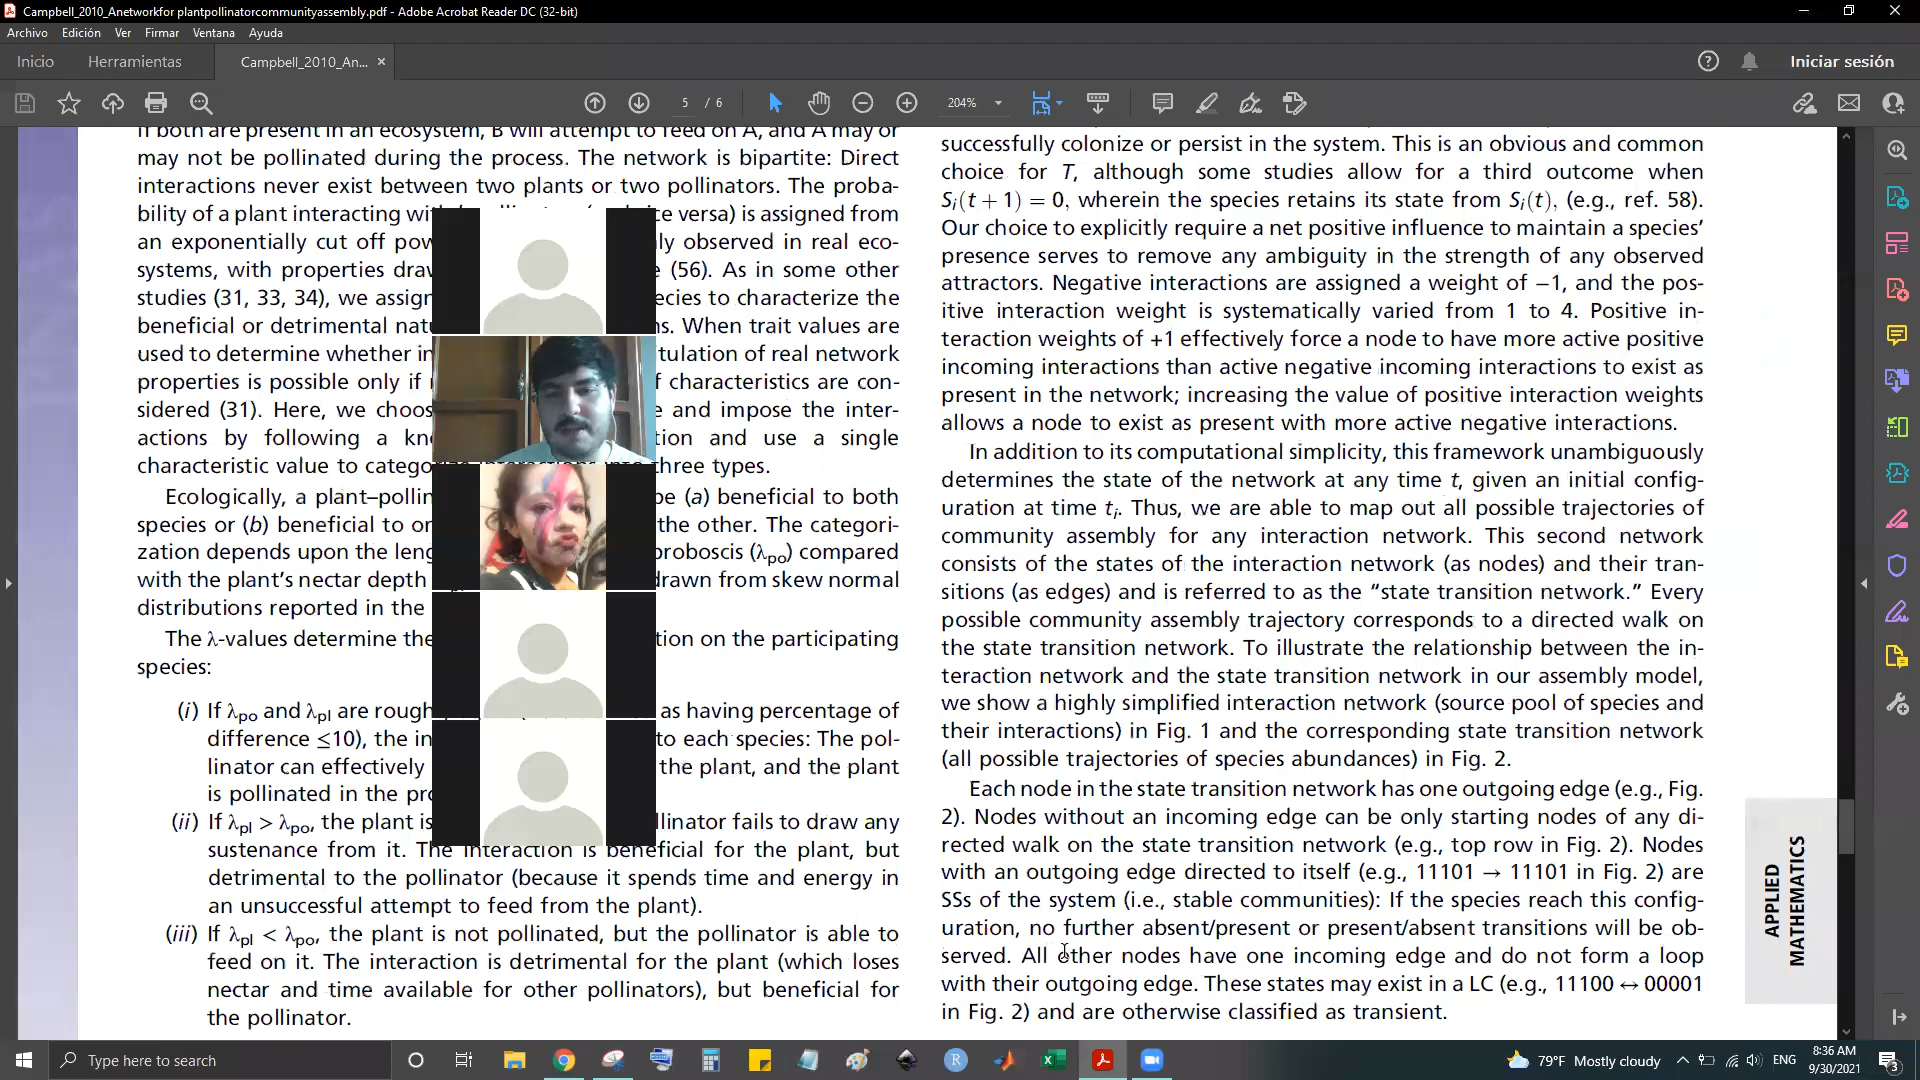 Campbell_2010_Anetworkfor plantpollinatorcommunityassembly.pdf - Adobe Acrobat Reader DC (32-bit)
Archivo Edición Ver Firmar Ventana Ayuda
Inicio Herramientas Campbell_2010_An... × Iniciar sesión
5 / 6 204%
If both are present in an ecosystem, B will attempt to feed on A, and A may or
may not be pollinated during the process. The network is bipartite: Direct
interactions never exist between two plants or two pollinators. The proba-
bility of a plant interacting with vice versa) is assigned from
an exponentially cut off observed in real eco-
systems, with properties (56). As in some other
studies (31, 33, 34), we to characterize the
beneficial or detrimental When trait values are
used to determine whether of real network
properties is possible only if characteristics are con-
sidered (31). Here, we and impose the inter-
actions by following a and use a single
characteristic value to categorize interactions into three types.
Ecologically, a (a) beneficial to both
species or (b) beneficial to the other. The categori-
zation depends upon the proboscis (λpo) compared
with the plant's nectar depth drawn from skew normal
distributions reported in the
The λ-values determine the on the participating
species:
(i) If λpo and λpl are as having percentage of
difference ≤10), the to each species: The pol-
linator can effectively the plant, and the plant
is pollinated in the
(ii) If λpl > λpo, the plant is fails to draw any
sustenance from it. The interaction is beneficial for the plant, but
detrimental to the pollinator (because it spends time and energy in
an unsuccessful attempt to feed from the plant).
(iii) If λpl < λpo, the plant is not pollinated, but the pollinator is able to
feed on it. The interaction is detrimental for the plant (which loses
nectar and time available for other pollinators), but beneficial for
the pollinator.
successfully colonize or persist in the system. This is an obvious and common
choice for T, although some studies allow for a third outcome when
Si(t + 1) = 0, wherein the species retains its state from Si(t), (e.g., ref. 58).
Our choice to explicitly require a net positive influence to maintain a species'
presence serves to remove any ambiguity in the strength of any observed
attractors. Negative interactions are assigned a weight of −1, and the pos-
itive interaction weight is systematically varied from 1 to 4. Positive in-
teraction weights of +1 effectively force a node to have more active positive
incoming interactions than active negative incoming interactions to exist as
present in the network; increasing the value of positive interaction weights
allows a node to exist as present with more active negative interactions.
In addition to its computational simplicity, this framework unambiguously
determines the state of the network at any time t, given an initial config-
uration at time ti. Thus, we are able to map out all possible trajectories of
community assembly for any interaction network. This second network
consists of the states of the interaction network (as nodes) and their tran-
sitions (as edges) and is referred to as the “state transition network.” Every
possible community assembly trajectory corresponds to a directed walk on
the state transition network. To illustrate the relationship between the in-
teraction network and the state transition network in our assembly model,
we show a highly simplified interaction network (source pool of species and
their interactions) in Fig. 1 and the corresponding state transition network
(all possible trajectories of species abundances) in Fig. 2.
Each node in the state transition network has one outgoing edge (e.g., Fig.
2). Nodes without an incoming edge can be only starting nodes of any di-
rected walk on the state transition network (e.g., top row in Fig. 2). Nodes
with an outgoing edge directed to itself (e.g., 11101 → 11101 in Fig. 2) are
SSs of the system (i.e., stable communities): If the species reach this config-
uration, no further absent/present or present/absent transitions will be ob-
served. All other nodes have one incoming edge and do not form a loop
with their outgoing edge. These states may exist in a LC (e.g., 11100 ↔ 00001
in Fig. 2) and are otherwise classified as transient.
APPLIED
MATHEMATICS
Type here to search 79°F Mostly cloudy ENG 8:36 AM
9/30/2021 3